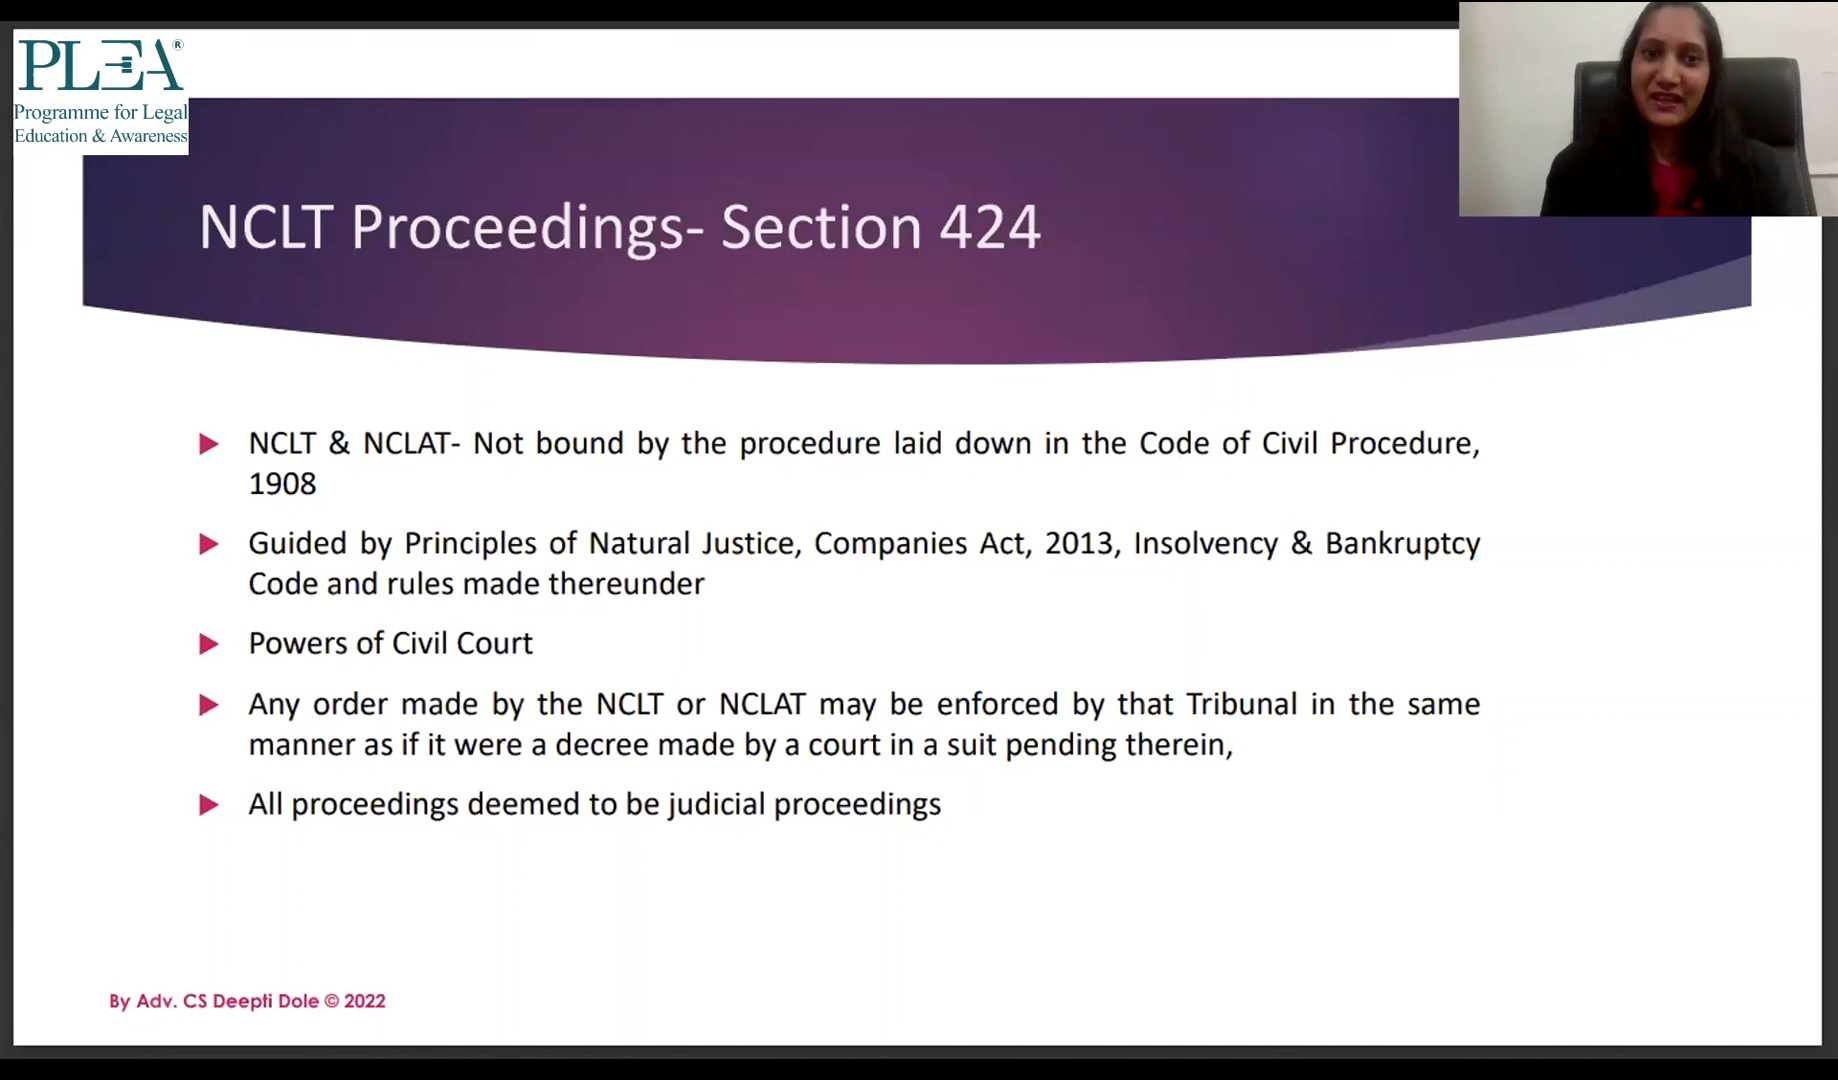 PLEA®
Programme for Legal
Education & Awareness
NCLT Proceedings- Section 424
NCLT & NCLAT- Not bound by the procedure laid down in the Code of Civil Procedure,
1908
Guided by Principles of Natural Justice, Companies Act, 2013, Insolvency & Bankruptcy
Code and rules made thereunder
Powers of Civil Court
Any order made by the NCLT or NCLAT may be enforced by that Tribunal in the same
manner as if it were a decree made by a court in a suit pending therein,
All proceedings deemed to be judicial proceedings
By Adv. CS Deepti Dole © 2022